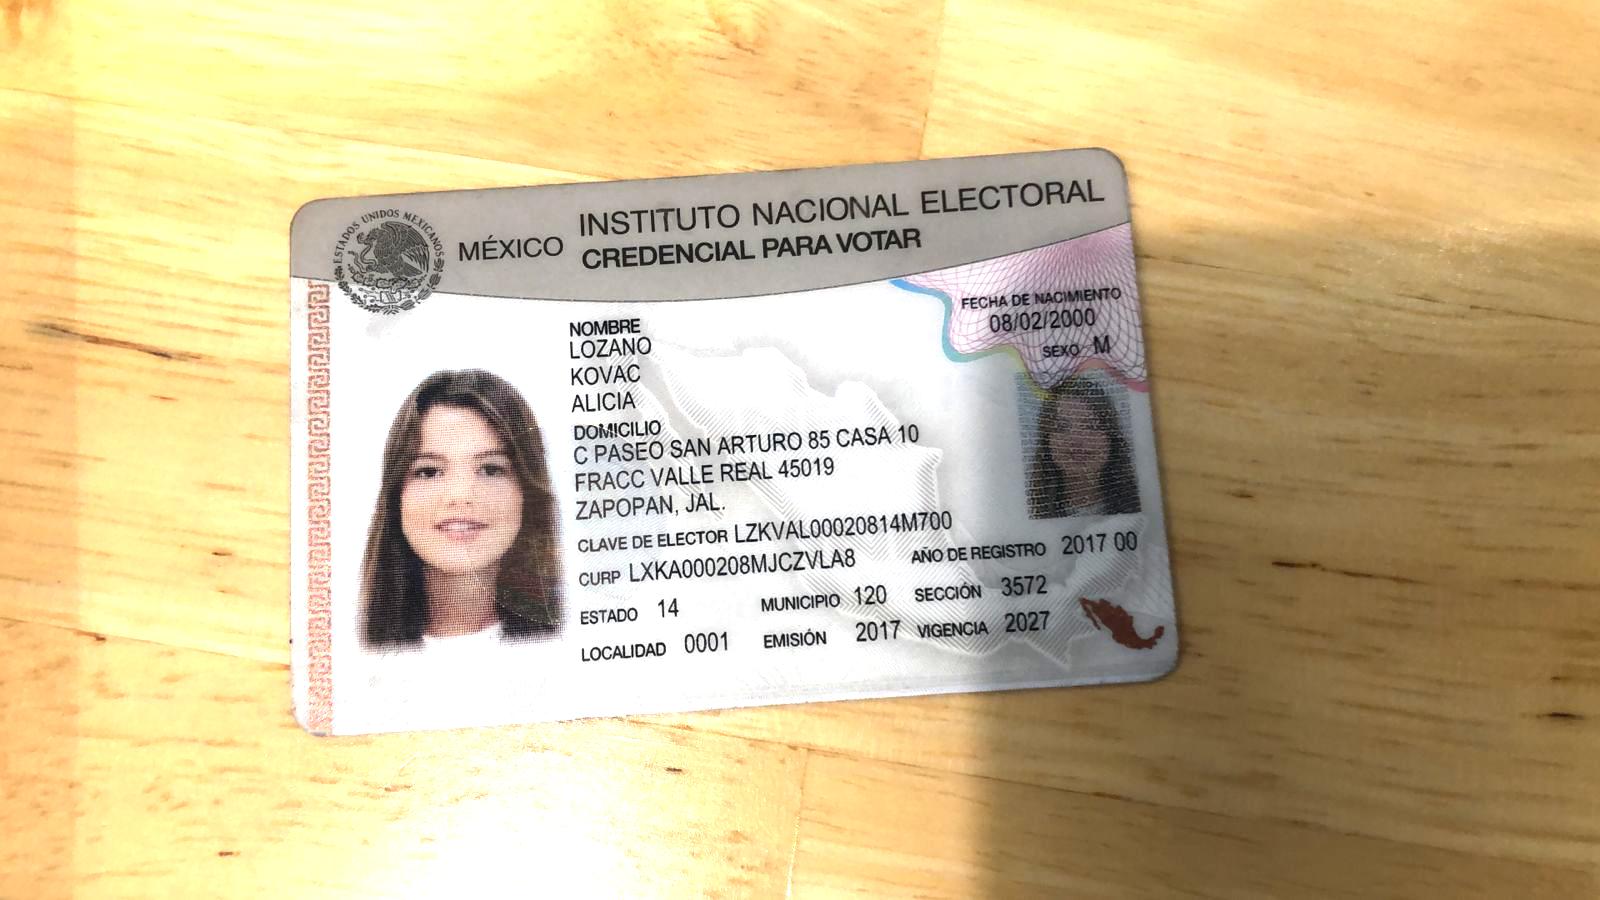 ESTADOS UNIDOS MEXICANOS
MÉXICO
INSTITUTO NACIONAL ELECTORAL
CREDENCIAL PARA VOTAR
FECHA DE NACIMIENTO
08/02/2000
SEXO M
NOMBRE
LOZANO
KOVAC
ALICIA
DOMICILIO
C PASEO SAN ARTURO 85 CASA 10
FRACC VALLE REAL 45019
ZAPOPAN, JAL.
CLAVE DE ELECTOR LZKVAL00020814M700
CURP LXKA000208MJCZVLA8 AÑO DE REGISTRO 2017 00
ESTADO 14 MUNICIPIO 120 SECCIÓN 3572
LOCALIDAD 0001 EMISIÓN 2017 VIGENCIA 2027